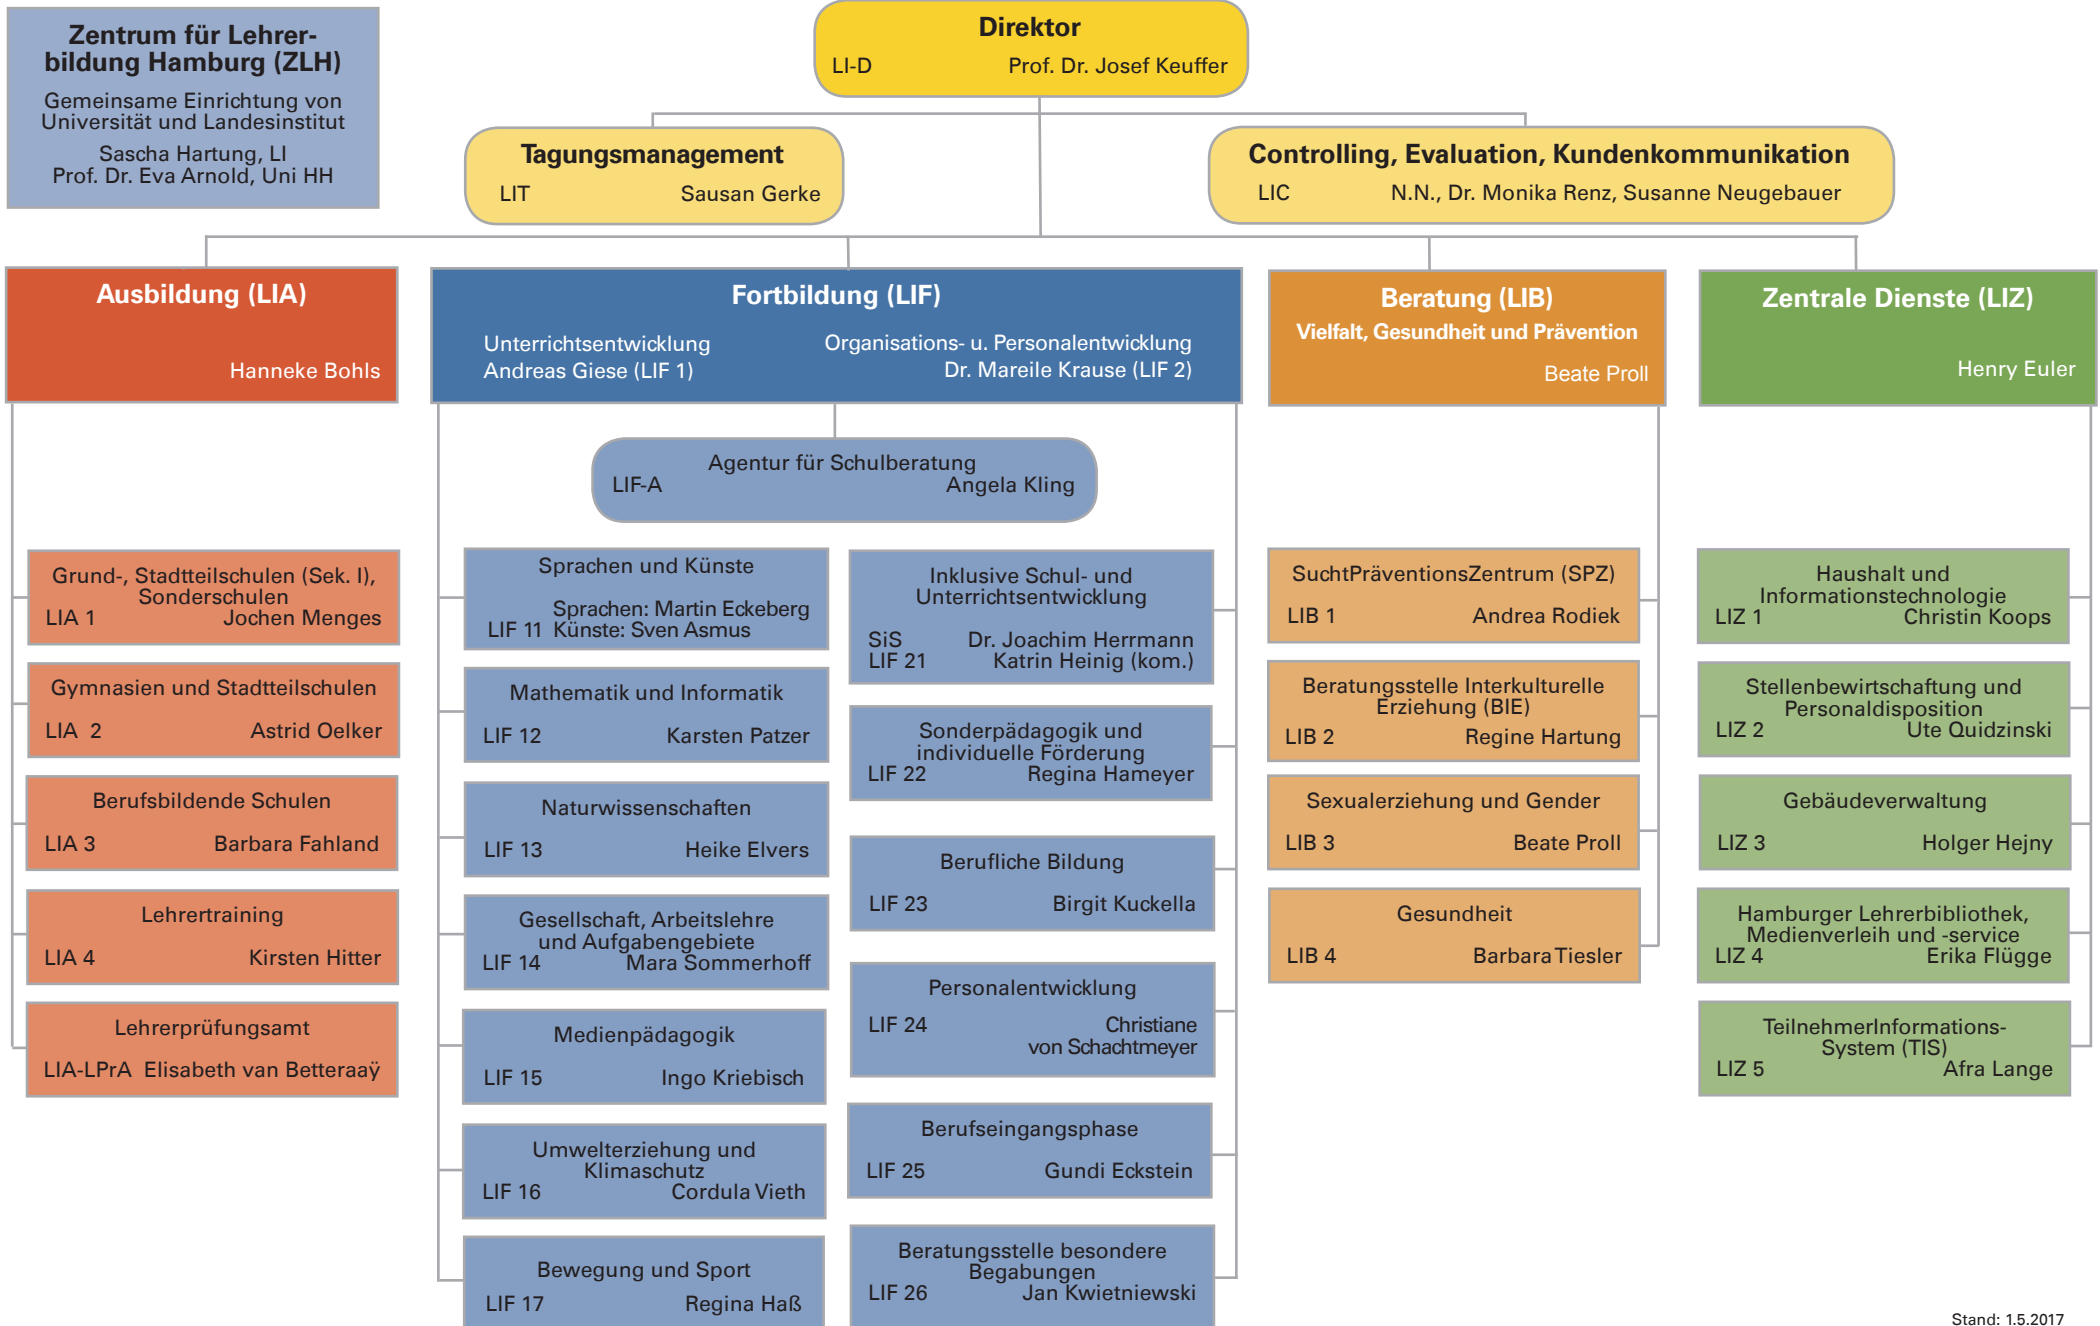 Zentrum für Lehrer-
bildung Hamburg (ZLH)
Gemeinsame Einrichtung von
Universität und Landesinstitut
Sascha Hartung, LI
Prof. Dr. Eva Arnold, Uni HH
Direktor
LI-D Prof. Dr. Josef Keuffer
Tagungsmanagement
LIT Sausan Gerke
Controlling, Evaluation, Kundenkommunikation
LIC N.N., Dr. Monika Renz, Susanne Neugebauer
Ausbildung (LIA)
Hanneke Bohls
Fortbildung (LIF)
Unterrichtsentwicklung
Andreas Giese (LIF 1)
Organisations- u. Personalentwicklung
Dr. Mareile Krause (LIF 2)
Beratung (LIB)
Vielfalt, Gesundheit und Prävention
Beate Proll
Zentrale Dienste (LIZ)
Henry Euler
Agentur für Schulberatung
LIF-A Angela Kling
Grund-, Stadtteilschulen (Sek. I),
Sonderschulen
LIA 1 Jochen Menges
Gymnasien und Stadtteilschulen
LIA 2 Astrid Oelker
Berufsbildende Schulen
LIA 3 Barbara Fahland
Lehrertraining
LIA 4 Kirsten Hitter
Lehrerprüfungsamt
LIA-LPrA Elisabeth van Betteraaÿ
Sprachen und Künste
Sprachen: Martin Eckeberg
LIF 11 Künste: Sven Asmus
Mathematik und Informatik
LIF 12 Karsten Patzer
Naturwissenschaften
LIF 13 Heike Elvers
Gesellschaft, Arbeitslehre
und Aufgabengebiete
LIF 14 Mara Sommerhoff
Medienpädagogik
LIF 15 Ingo Kriebisch
Umwelterziehung und
Klimaschutz
LIF 16 Cordula Vieth
Bewegung und Sport
LIF 17 Regina Haß
Inklusive Schul- und
Unterrichtsentwicklung
SiS Dr. Joachim Herrmann
LIF 21 Katrin Heinig (kom.)
Sonderpädagogik und
individuelle Förderung
LIF 22 Regina Hameyer
Berufliche Bildung
LIF 23 Birgit Kuckella
Personalentwicklung
LIF 24 Christiane
von Schachtmeyer
Berufseingangsphase
LIF 25 Gundi Eckstein
Beratungsstelle besondere
Begabungen
LIF 26 Jan Kwietniewski
SuchtPräventionsZentrum (SPZ)
LIB 1 Andrea Rodiek
Beratungsstelle Interkulturelle
Erziehung (BIE)
LIB 2 Regine Hartung
Sexualerziehung und Gender
LIB 3 Beate Proll
Gesundheit
LIB 4 Barbara Tiesler
Haushalt und
Informationstechnologie
LIZ 1 Christin Koops
Stellenbewirtschaftung und
Personaldisposition
LIZ 2 Ute Quidzinski
Gebäudeverwaltung
LIZ 3 Holger Hejny
Hamburger Lehrerbibliothek,
Medienverleih und -service
LIZ 4 Erika Flügge
TeilnehmerInformations-
System (TIS)
LIZ 5 Afra Lange
Stand: 1.5.2017